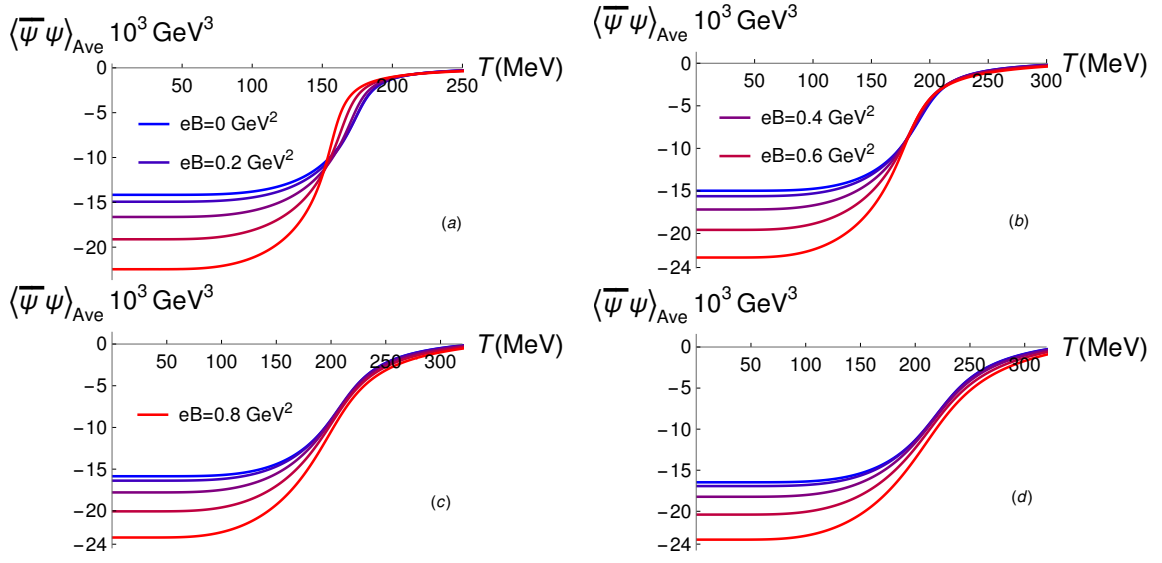 ⟨ψ̄ ψ⟩Ave 10³ GeV³
T(MeV)
50 100 150 200 250
0
−5
−10
−15
−20
eB=0 GeV²
eB=0.2 GeV²
(a)
⟨ψ̄ ψ⟩Ave 10³ GeV³
T(MeV)
50 100 150 200 250 300
0
−5
−10
−15
−20
−24
eB=0.4 GeV²
eB=0.6 GeV²
(b)
⟨ψ̄ ψ⟩Ave 10³ GeV³
T(MeV)
50 100 150 200 250 300
0
−5
−10
−15
−20
−24
eB=0.8 GeV²
(c)
⟨ψ̄ ψ⟩Ave 10³ GeV³
T(MeV)
50 100 150 200 250 300
0
−5
−10
−15
−20
−24
(d)